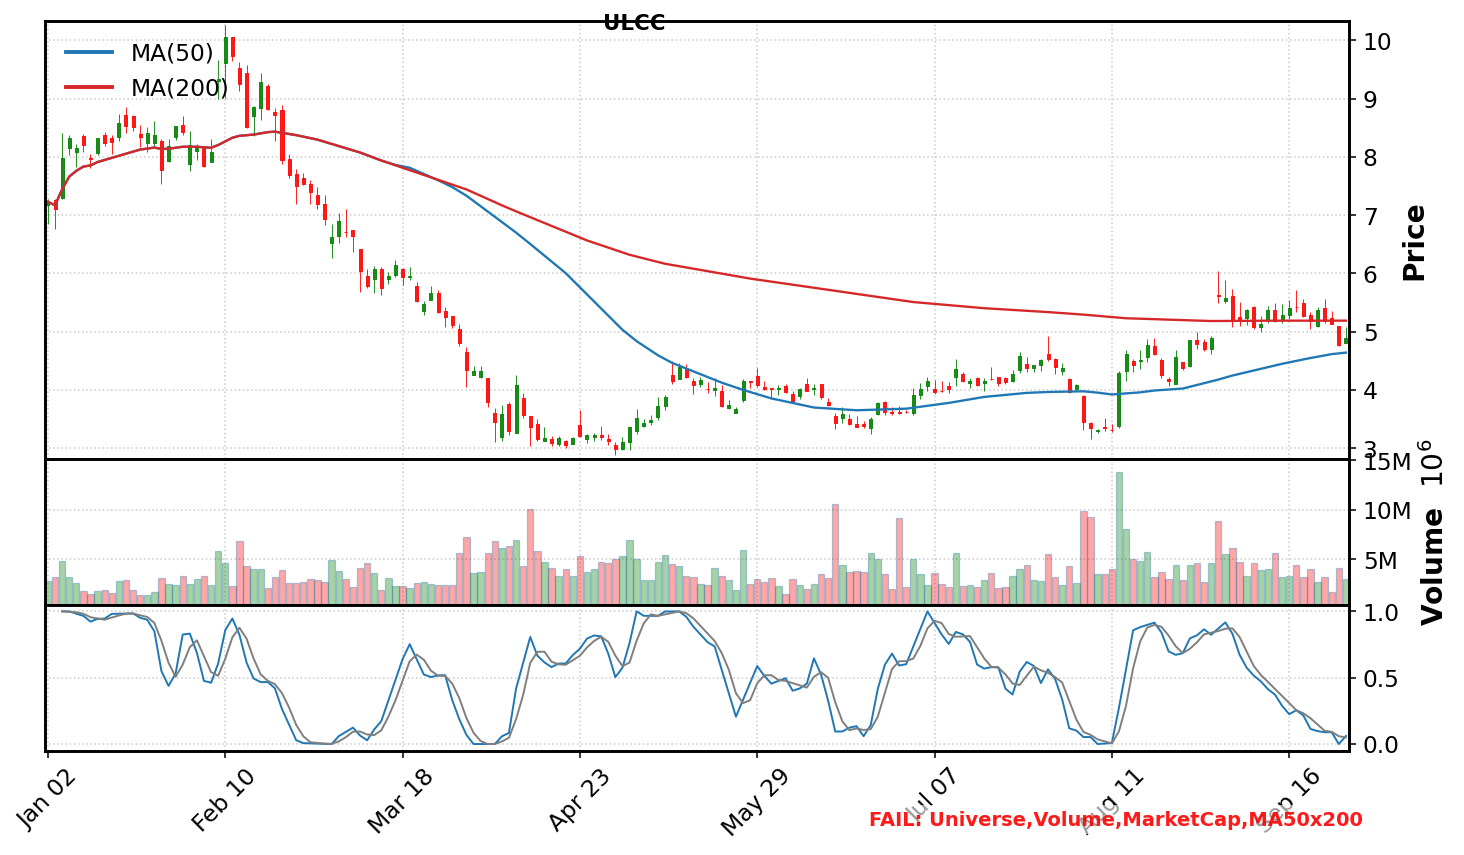 ULCC
MA(50)
MA(200)
10
9
8
7
6
5
4
3
Price
15M
10M
5M
Volume 10^6
1.0
0.5
0.0
Jan 02
Feb 10
Mar 18
Apr 23
May 29
Jul 07
Aug 11
Sep 16
FAIL: Universe,Volume,MarketCap,MA50x200